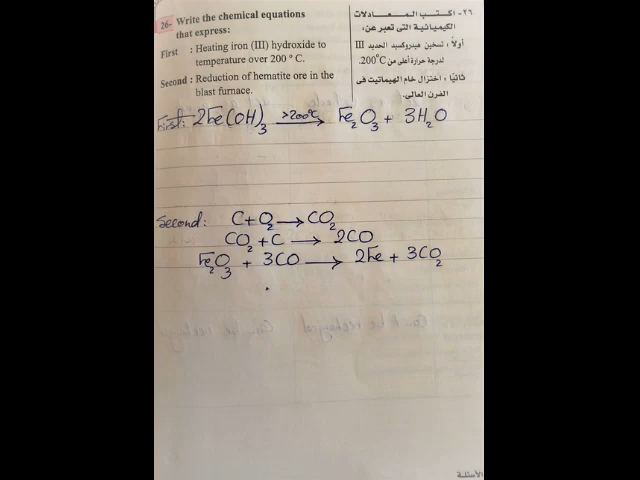 26- Write the chemical equations
that express:
First : Heating iron (III) hydroxide to
temperature over 200 ° C.
Second : Reduction of hematite ore in the
blast furnace.
٢٦- اكتب المعادلات
الكيميائية التى تعبر عن:
أولاً: تسخين هيدروكسيد الحديد III
لدرجة حرارة أعلى من 200°C.
ثانيًا: اختزال خام الهيماتيت فى
الفرن العالى.
First: 2Fe(OH)₃ >200°C → Fe₂O₃ + 3H₂O
Second: C + O₂ → CO₂
CO₂ + C → 2CO
Fe₂O₃ + 3CO → 2Fe + 3CO₂
الأسئلة